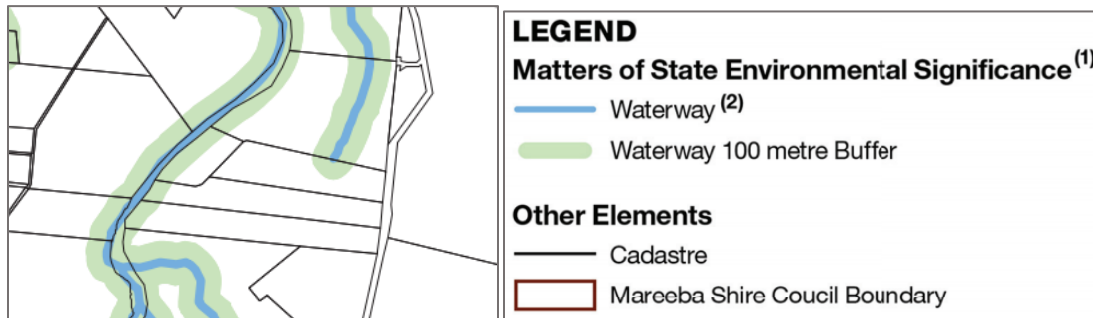 LEGEND
Matters of State Environmental Significance (1)
Waterway (2)
Waterway 100 metre Buffer
Other Elements
Cadastre
Mareeba Shire Coucil Boundary